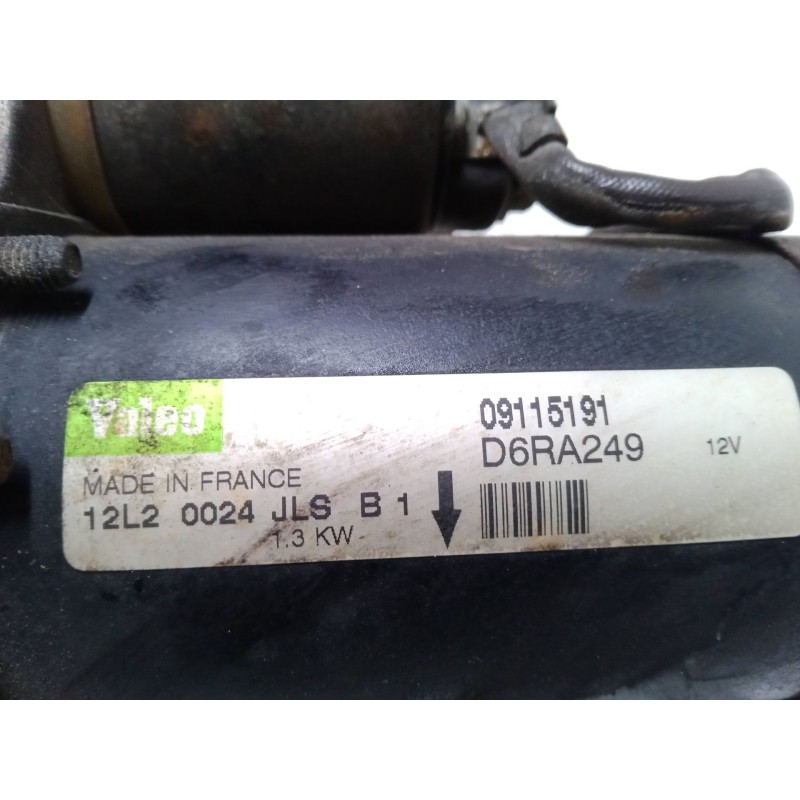 Valeo
09115191
D6RA249 12V
MADE IN FRANCE
12L2 0024 JLS B 1
1.3 KW